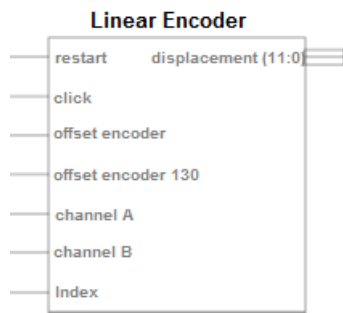 Linear Encoder
restart displacement (11:0)
click
offset encoder
offset encoder 130
channel A
channel B
Index